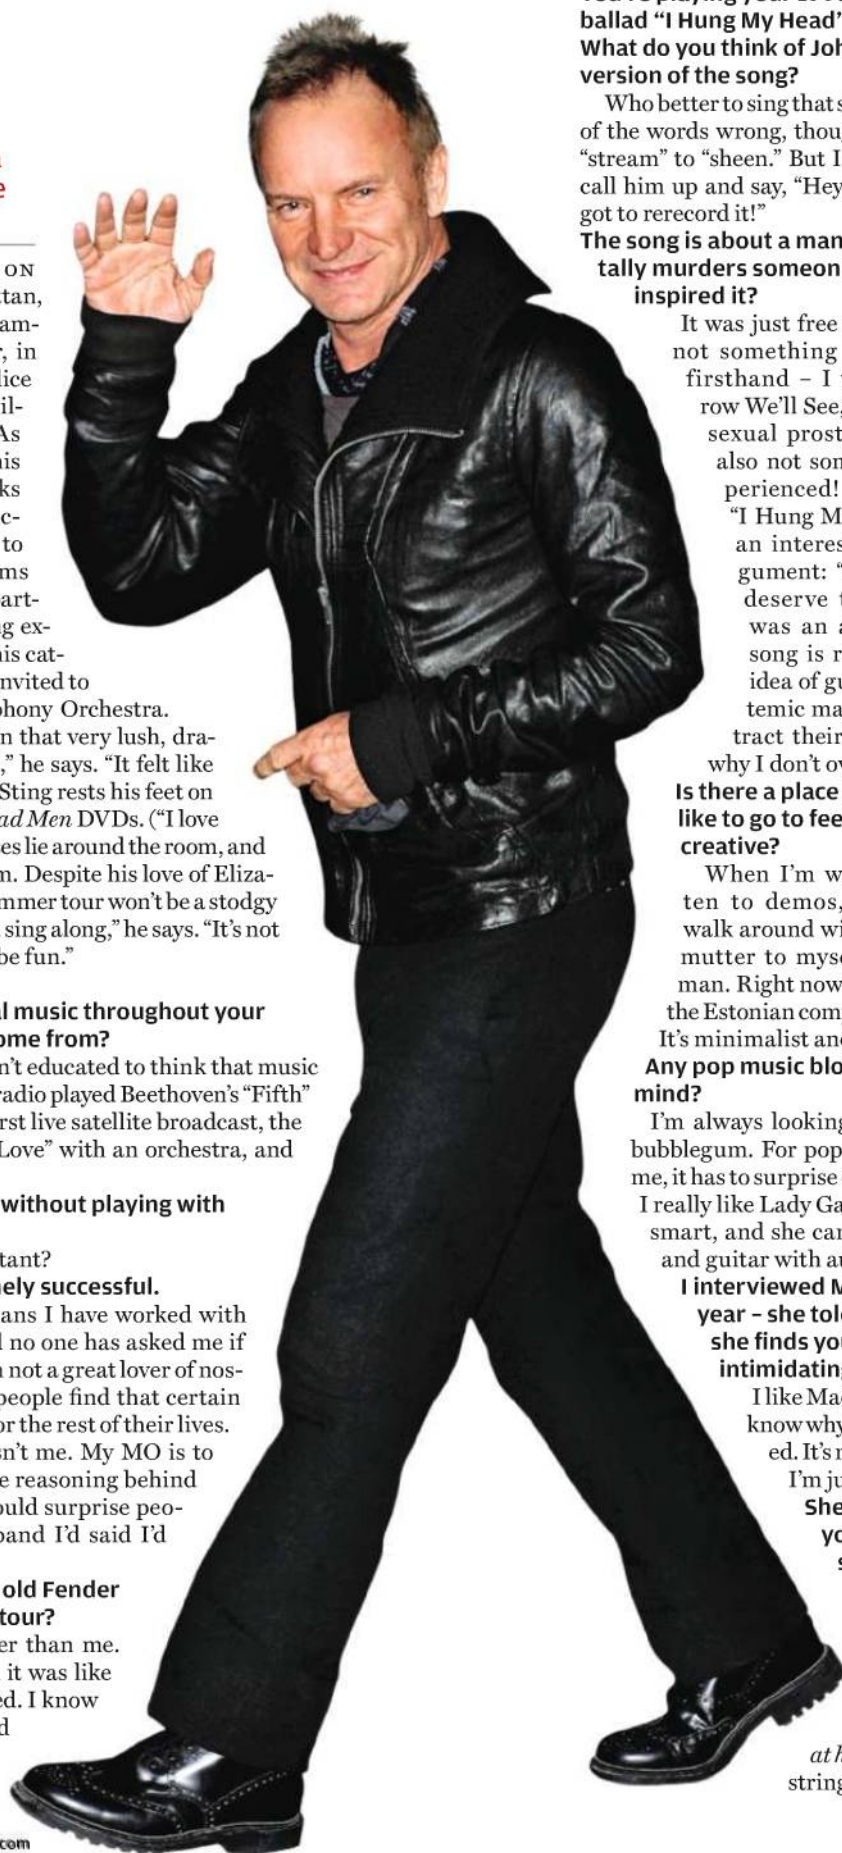 ON
ttan,
am-
r, in
lice
il-
As
his
ks
c-
to
ms
art-
g ex-
his cat-
nvited to
phony Orchestra.
n that very lush, dra-
,” he says. “It felt like
Sting rests his feet on
ad Men DVDs. (“I love
es lie around the room, and
m. Despite his love of Eliza-
mmer tour won’t be a stodgy
sing along,” he says. “It’s not
be fun.”
al music throughout your
ome from?
n’t educated to think that music
radio played Beethoven’s “Fifth”
rst live satellite broadcast, the
Love” with an orchestra, and
without playing with
tant?
nely successful.
ans I have worked with
d no one has asked me if
n not a great lover of nos-
people find that certain
or the rest of their lives.
sn’t me. My MO is to
e reasoning behind
ould surprise peo-
band I’d said I’d
old Fender
tour?
er than me.
it was like
ed. I know
d
com
ballad “I Hung My Head”
What do you think of Joh
version of the song?
Who better to sing that s
of the words wrong, thoug
“stream” to “sheen.” But I
call him up and say, “Hey
got to rerecord it!”
The song is about a man
tally murders someon
inspired it?
It was just free
not something
firsthand – I
row We’ll See,
sexual prost
also not son
perienced!
“I Hung M
an interes
gument: “
deserve t
was an a
song is r
idea of gu
temic ma
tract their
why I don’t ov
Is there a place
like to go to fee
creative?
When I’m w
ten to demos,
walk around wi
mutter to myse
man. Right now
the Estonian com
It’s minimalist and
Any pop music blo
mind?
I’m always looking
bubblegum. For pop
me, it has to surprise
I really like Lady Ga
smart, and she can
and guitar with au
I interviewed M
year – she tol
she finds you
intimidating
I like Ma
know why
ed. It’s n
I’m ju
She
yo
s
at h
string